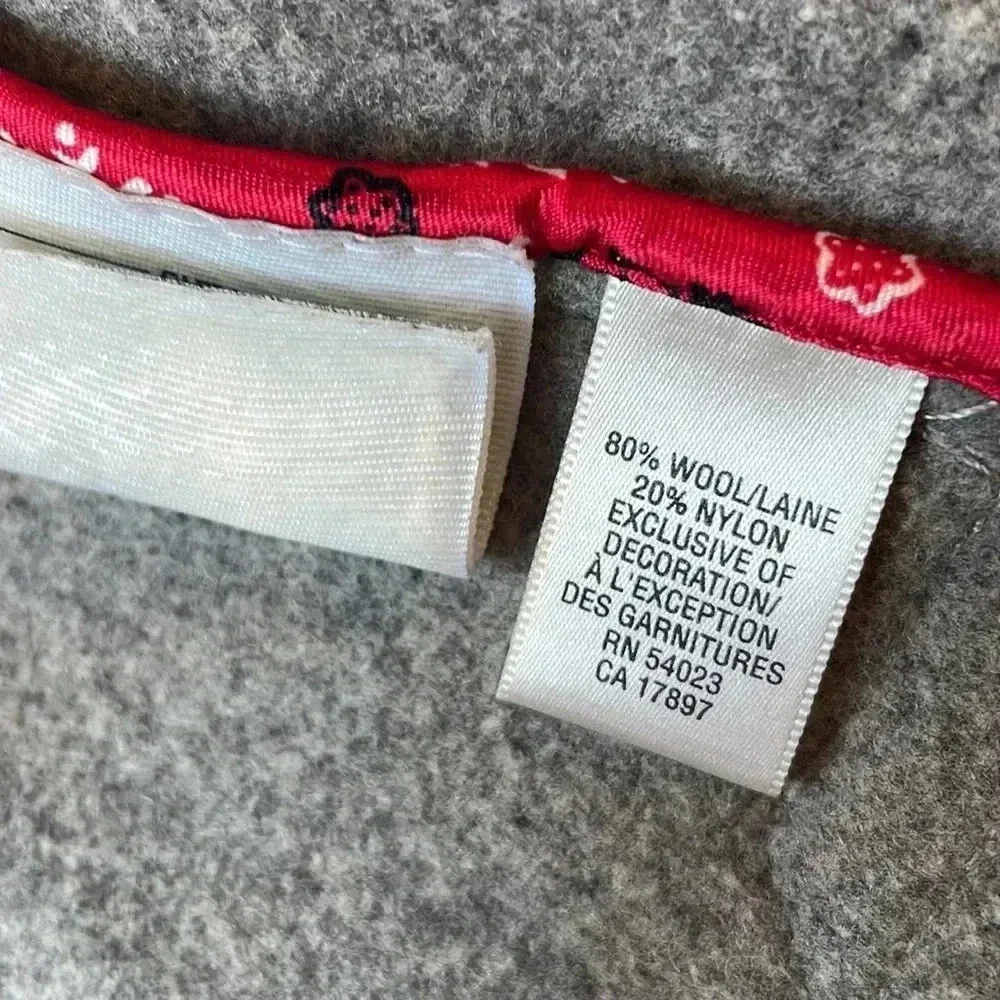 80% WOOL/LAINE
20% NYLON
EXCLUSIVE OF
DECORATION/
À L'EXCEPTION
DES GARNITURES
RN 54023
CA 17897